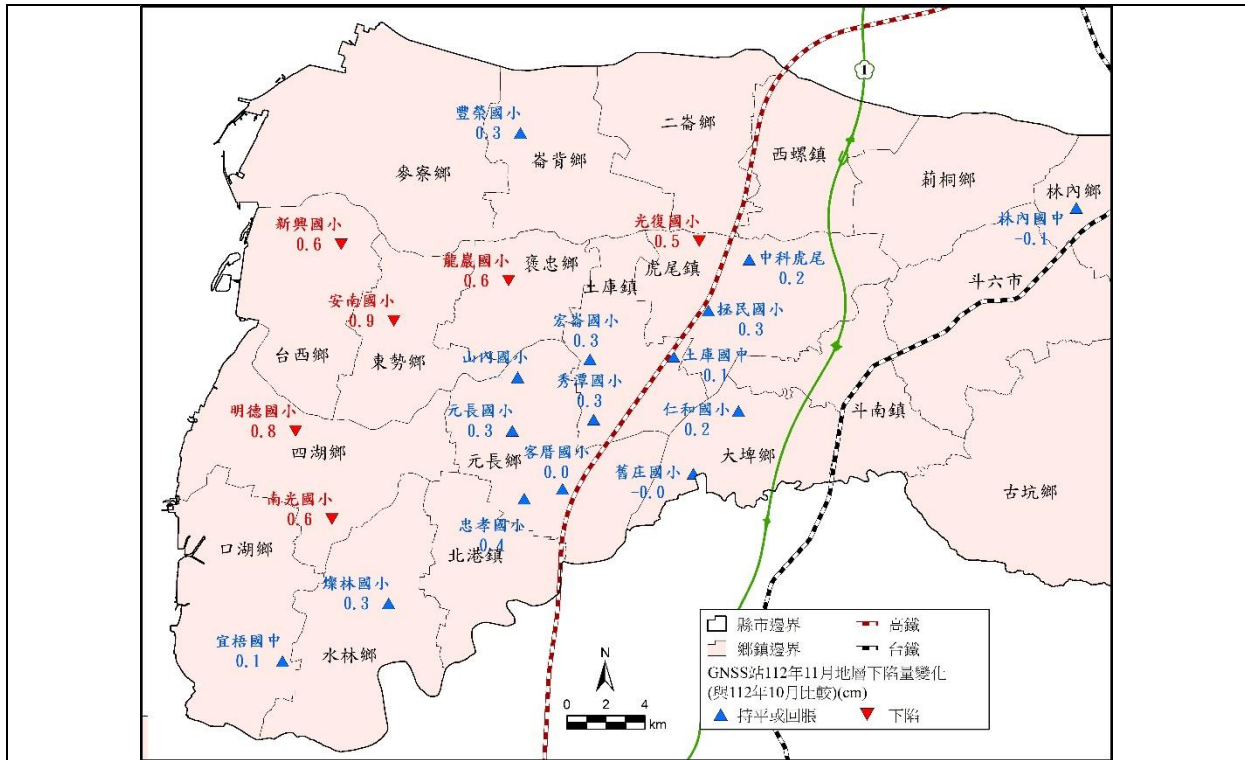 1
豐榮國小
0.3
二崙鄉
崙背鄉
西螺鎮
麥寮鄉
莿桐鄉
林內鄉
林內國中
-0.1
新興國小
0.6
光復國小
0.5
龍巖國小
0.6
褒忠鄉
虎尾鎮
中科虎尾
0.2
土庫鎮
斗六市
安南國小
0.9
宏崙國小
0.3
拯民國小
0.3
台西鄉
東勢鄉
山內國小
土庫國中
0.1
秀潭國小
0.3
明德國小
0.8
元長國小
0.3
仁和國小
0.2
斗南鎮
四湖鄉
元長鄉
客厝國小
0.0
大埤鄉
舊庄國小
-0.0
古坑鄉
南光國小
0.6
忠孝國小
0.4
口湖鄉
北港鎮
燦林國小
0.3
宜梧國中
0.1
水林鄉
N
0 2 4
km
縣市邊界
高鐵
鄉鎮邊界
台鐵
GNSS站112年11月地層下陷量變化
(與112年10月比較)(cm)
持平或回脹
下陷